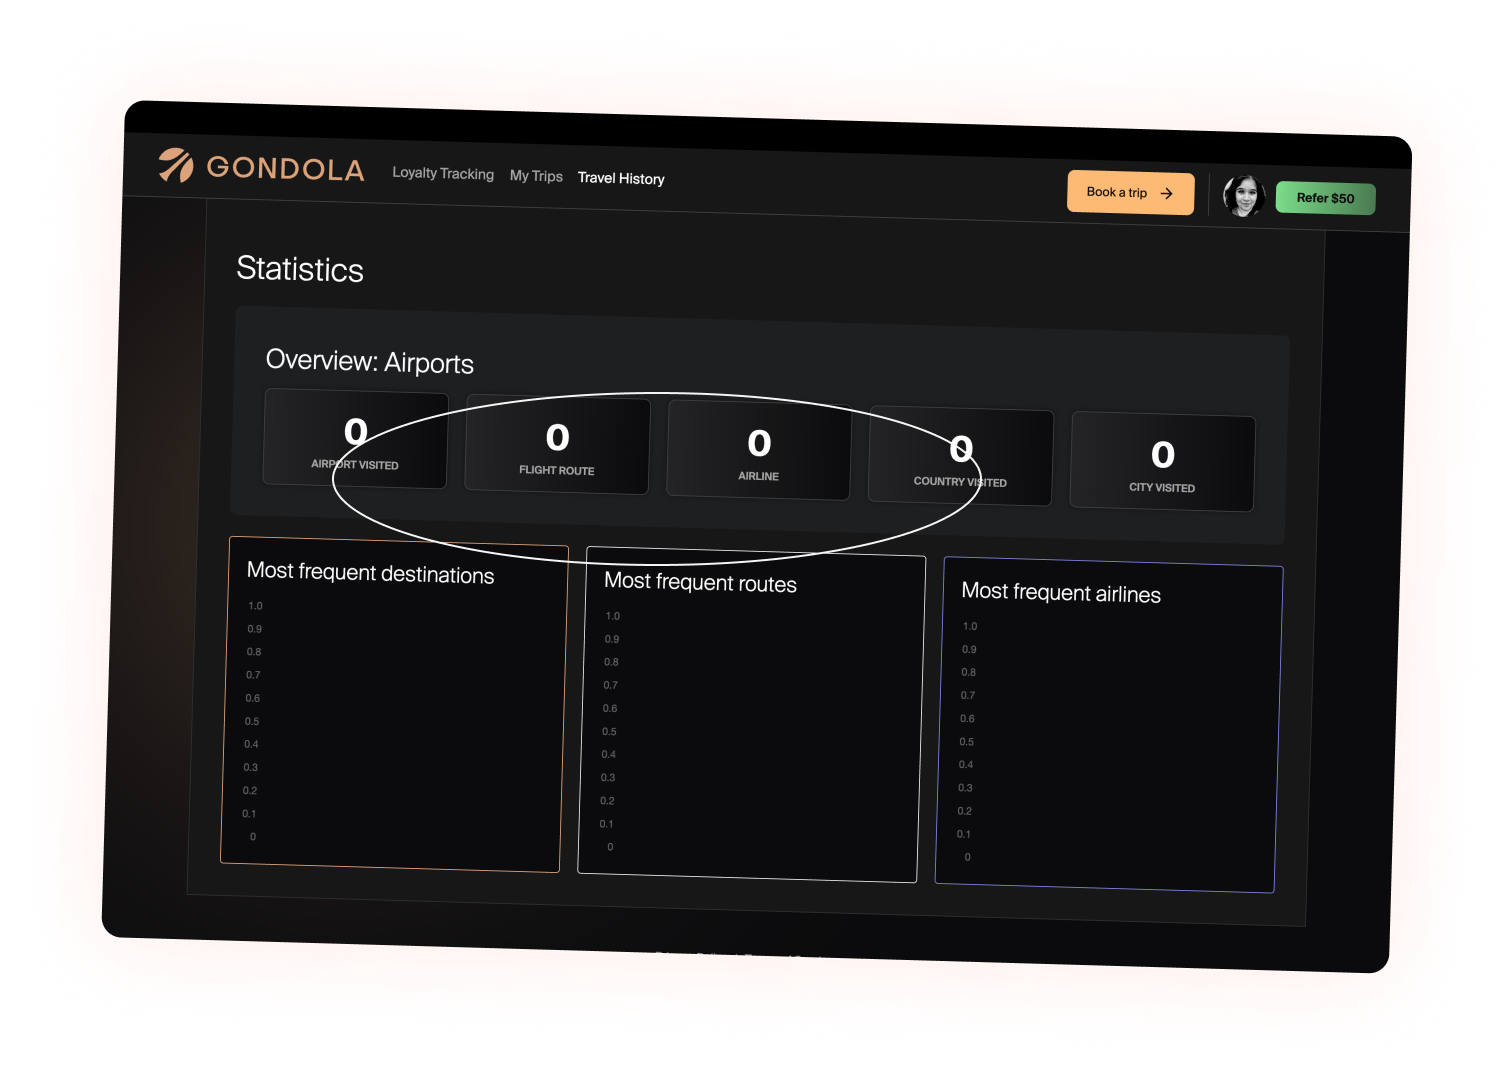 GONDOLA
Loyalty Tracking My Trips Travel History
Book a trip →
Refer $50
Statistics
Overview: Airports
0
AIRPORT VISITED
0
FLIGHT ROUTE
0
AIRLINE
0
COUNTRY VISITED
0
CITY VISITED
Most frequent destinations
1.0
0.9
0.8
0.7
0.6
0.5
0.4
0.3
0.2
0.1
0
Most frequent routes
1.0
0.9
0.8
0.7
0.6
0.5
0.4
0.3
0.2
0.1
0
Most frequent airlines
1.0
0.9
0.8
0.7
0.6
0.5
0.4
0.3
0.2
0.1
0